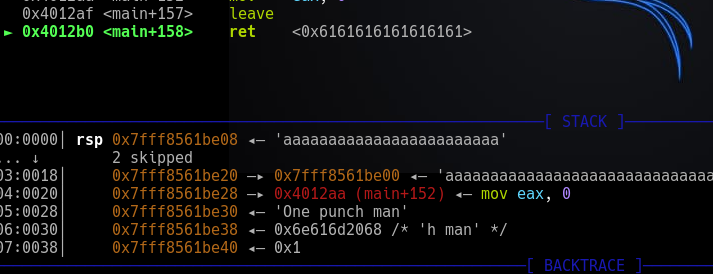 0x4012af <main+157> leave
► 0x4012b0 <main+158> ret <0x6161616161616161>
[ STACK ]
00:0000│ rsp 0x7fff8561be08 ◂— 'aaaaaaaaaaaaaaaaaaaaaaaa'
... ↓ 2 skipped
03:0018│ 0x7fff8561be20 —▸ 0x7fff8561be00 ◂— 'aaaaaaaaaaaaaaaaaaaaaaaaaaaaaa
04:0020│ 0x7fff8561be28 —▸ 0x4012aa (main+152) ◂— mov eax, 0
05:0028│ 0x7fff8561be30 ◂— 'One punch man'
06:0030│ 0x7fff8561be38 ◂— 0x6e616d2068 /* 'h man' */
07:0038│ 0x7fff8561be40 ◂— 0x1
[ BACKTRACE ]